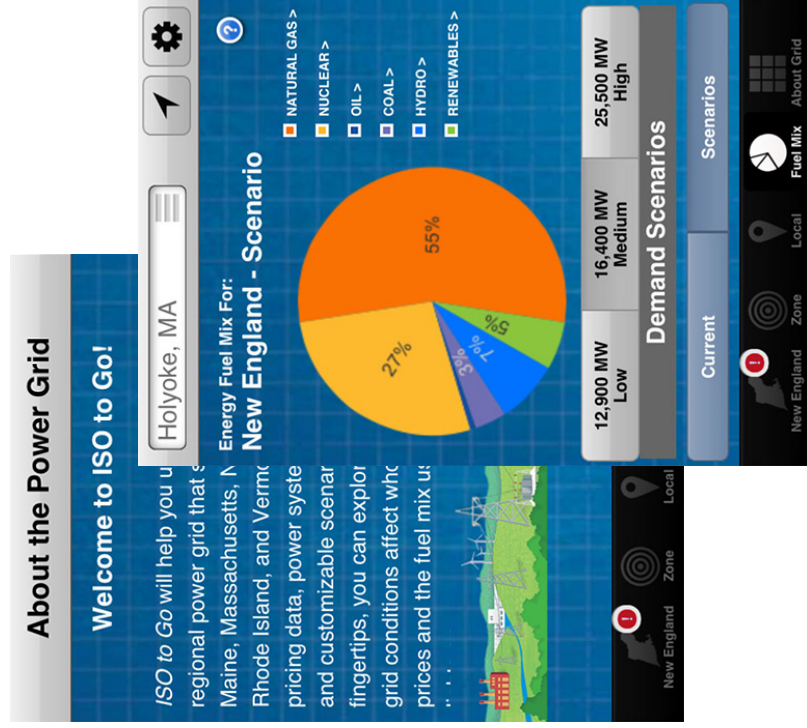 About the Power Grid
Welcome to ISO to Go!
ISO to Go will help you u
regional power grid that s
Maine, Massachusetts, N
Rhode Island, and Vermo
pricing data, power syste
and customizable scenar
fingertips, you can explor
grid conditions affect who
prices and the fuel mix us
New England
Zone
Local
Holyoke, MA
Energy Fuel Mix For:
New England - Scenario
?
55%
27%
3%
7%
5%
NATURAL GAS >
NUCLEAR >
OIL >
COAL >
HYDRO >
RENEWABLES >
12,900 MW
Low
16,400 MW
Medium
25,500 MW
High
Demand Scenarios
Current
Scenarios
New England
Zone
Local
Fuel Mix
About Grid